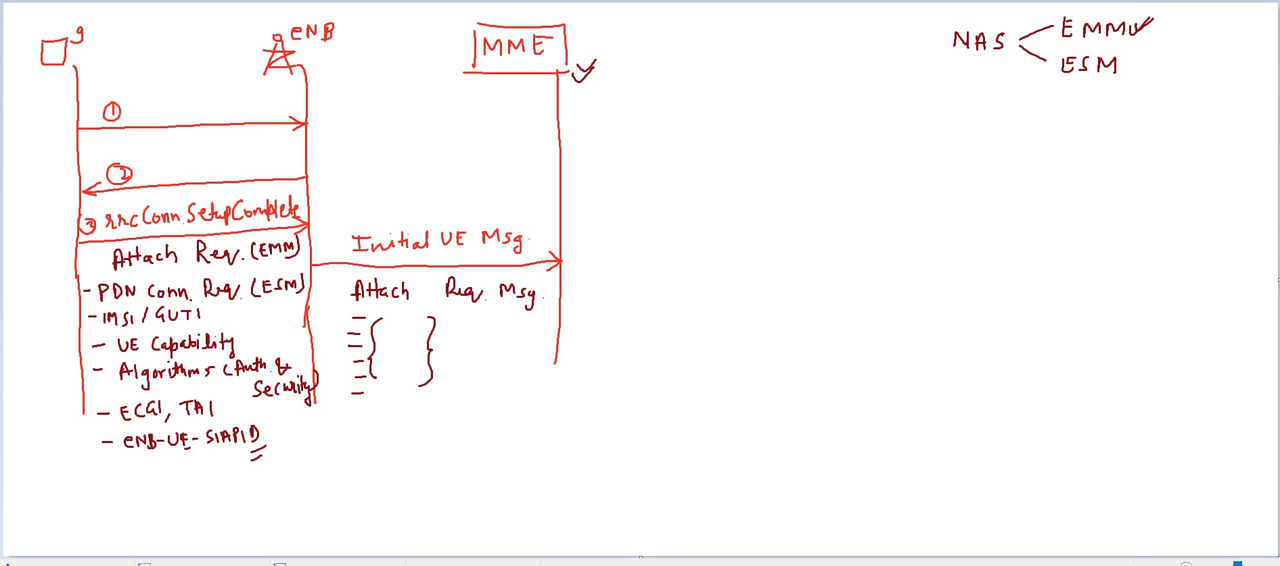 eNB
MME
NAS
EMM
ESM
①
②
③ rrcConn.SetupComplete
Attach Req. (EMM)
- PDN Conn. Req. (ESM)
- IMSI / GUTI
- UE Capability
- Algorithms (Auth. &
Security)
- ECGI, TAI
- eNB-UE-S1APID
Initial UE Msg.
Attach Req. Msg.